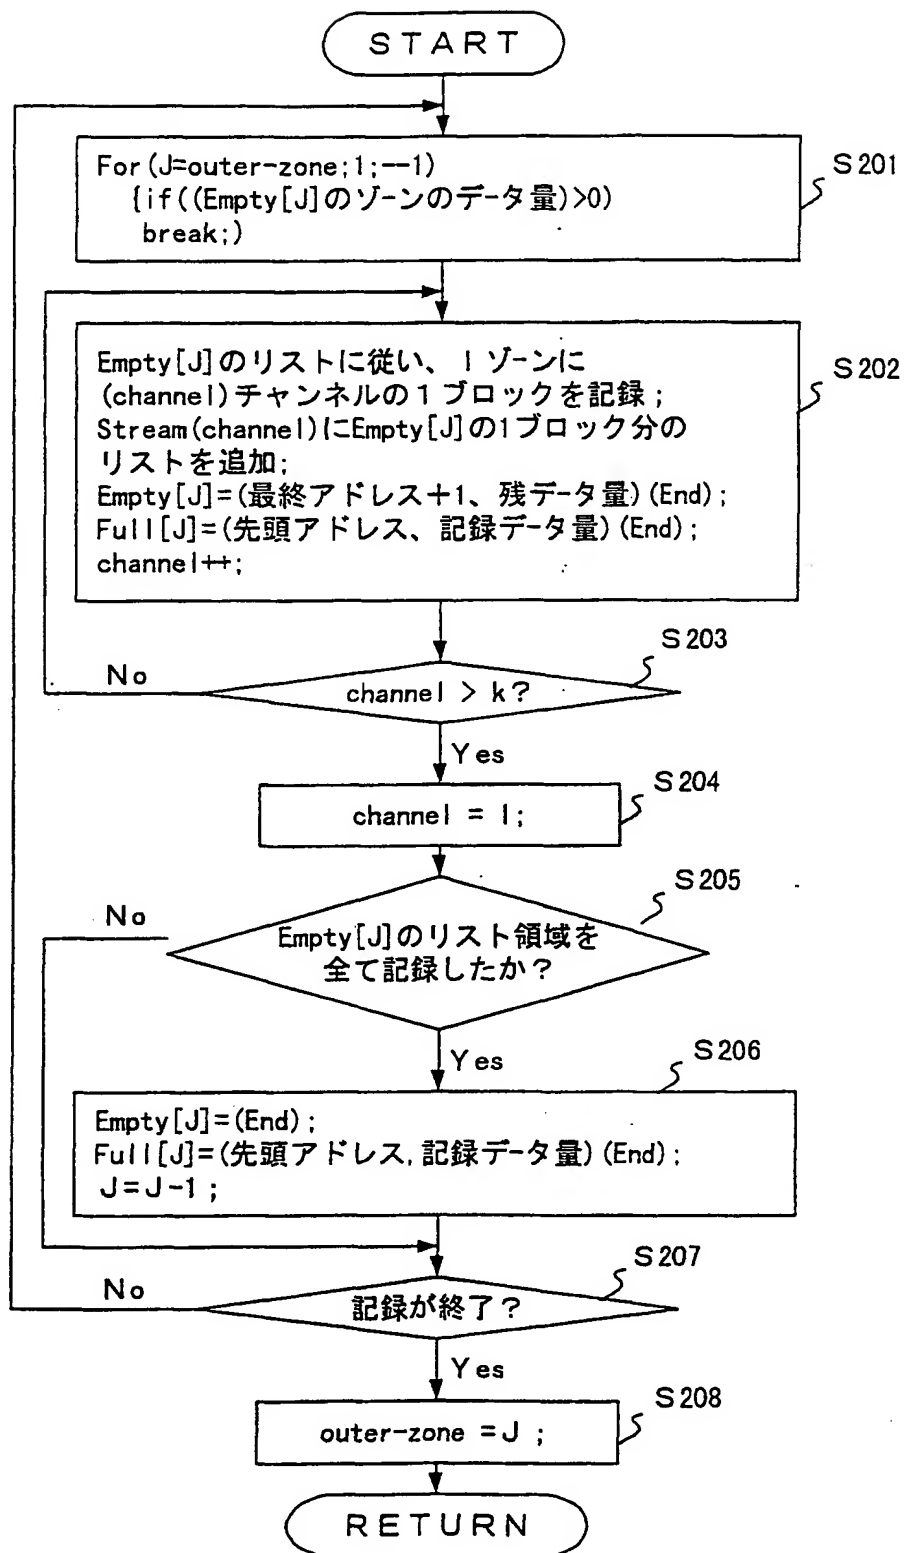 START
For(J=outer-zone;1;--1)
{if((Empty[J]のゾーンのデータ量)>0)
break;)
S201
Empty[J]のリストに従い、1ゾーンに
(channel)チャンネルの1ブロックを記録;
Stream(channel)にEmpty[J]の1ブロック分の
リストを追加;
Empty[J]=(最終アドレス+1、残データ量)(End);
Full[J]=(先頭アドレス、記録データ量)(End);
channel++;
S202
channel > k?
S203
No
Yes
channel = 1;
S204
Empty[J]のリスト領域を
全て記録したか?
S205
No
Yes
Empty[J]=(End);
Full[J]=(先頭アドレス,記録データ量)(End);
J=J-1;
S206
記録が終了?
S207
No
Yes
outer-zone =J ;
S208
RETURN